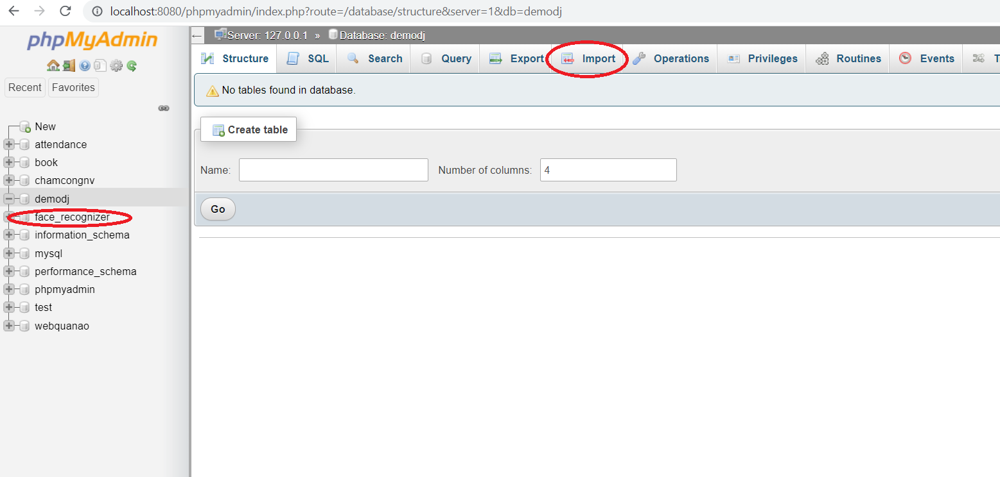 localhost:8080/phpmyadmin/index.php?route=/database/structure&server=1&db=demodj
phpMyAdmin
Recent Favorites
New
attendance
book
chamcongnv
demodj
face_recognizer
information_schema
mysql
performance_schema
phpmyadmin
test
webquanao
Server: 127.0.0.1 » Database: demodj
Structure SQL Search Query Export Import Operations Privileges Routines Events T
No tables found in database.
Create table
Name: Number of columns: 4
Go